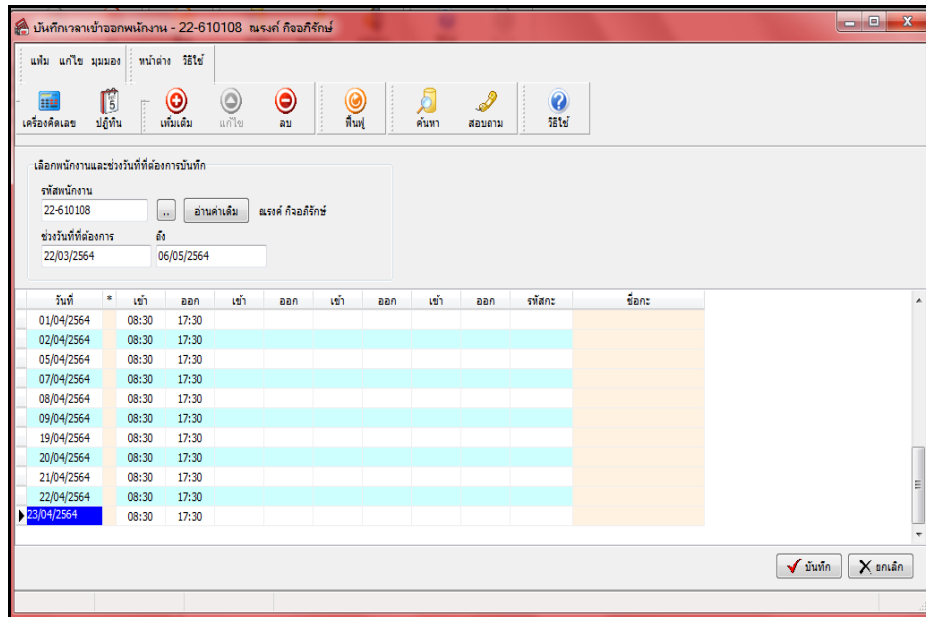 บันทึกเวลาเข้าออกพนักงาน - 22-610108 ณรงค์ กิจอภิรักษ์
แฟ้ม แก้ไข มุมมอง หน้าต่าง วิธีใช้
เครื่องคิดเลข ปฏิทิน เพิ่มเติม แก้ไข ลบ ฟื้นฟู ค้นหา สอบถาม วิธีใช้
เลือกพนักงานและช่วงวันที่ที่ต้องการบันทึก
รหัสพนักงาน
22-610108 .. อ่านค่าเดิม ณรงค์ กิจอภิรักษ์
ช่วงวันที่ที่ต้องการ ถึง
22/03/2564 06/05/2564
วันที่ * เข้า ออก เข้า ออก เข้า ออก เข้า ออก รหัสกะ ชื่อกะ
01/04/2564 08:30 17:30
02/04/2564 08:30 17:30
05/04/2564 08:30 17:30
07/04/2564 08:30 17:30
08/04/2564 08:30 17:30
09/04/2564 08:30 17:30
19/04/2564 08:30 17:30
20/04/2564 08:30 17:30
21/04/2564 08:30 17:30
22/04/2564 08:30 17:30
23/04/2564 08:30 17:30
บันทึก ยกเลิก